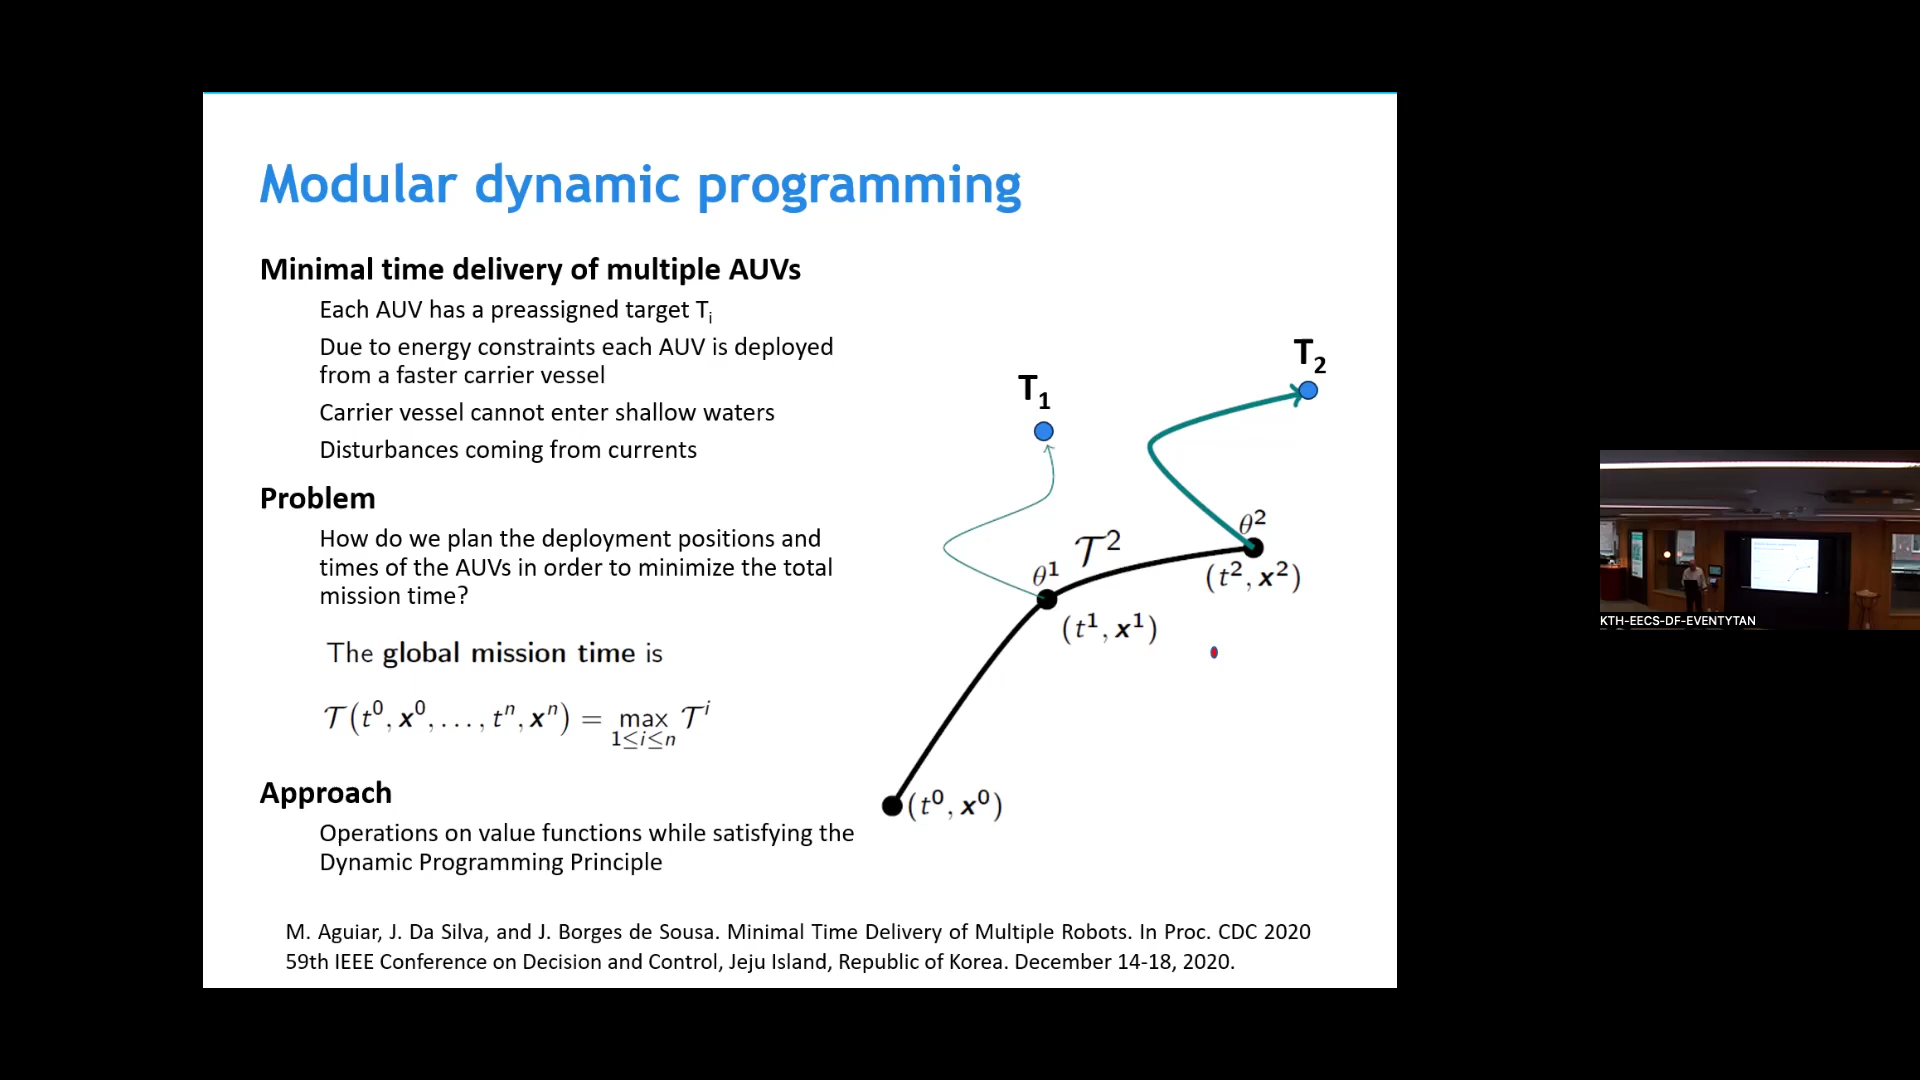 Modular dynamic programming
Minimal time delivery of multiple AUVs
Each AUV has a preassigned target Tᵢ
Due to energy constraints each AUV is deployed
from a faster carrier vessel
Carrier vessel cannot enter shallow waters
Disturbances coming from currents
Problem
How do we plan the deployment positions and
times of the AUVs in order to minimize the total
mission time?
The global mission time is
𝒯(t⁰, x⁰, . . . , tⁿ, xⁿ) = max 𝒯ⁱ
1≤i≤n
Approach
Operations on value functions while satisfying the
Dynamic Programming Principle
T₁
T₂
θ¹
𝒯²
θ²
(t¹, x¹)
(t², x²)
(t⁰, x⁰)
M. Aguiar, J. Da Silva, and J. Borges de Sousa. Minimal Time Delivery of Multiple Robots. In Proc. CDC 2020
59th IEEE Conference on Decision and Control, Jeju Island, Republic of Korea. December 14-18, 2020.
KTH-EECS-DF-EVENTYTAN